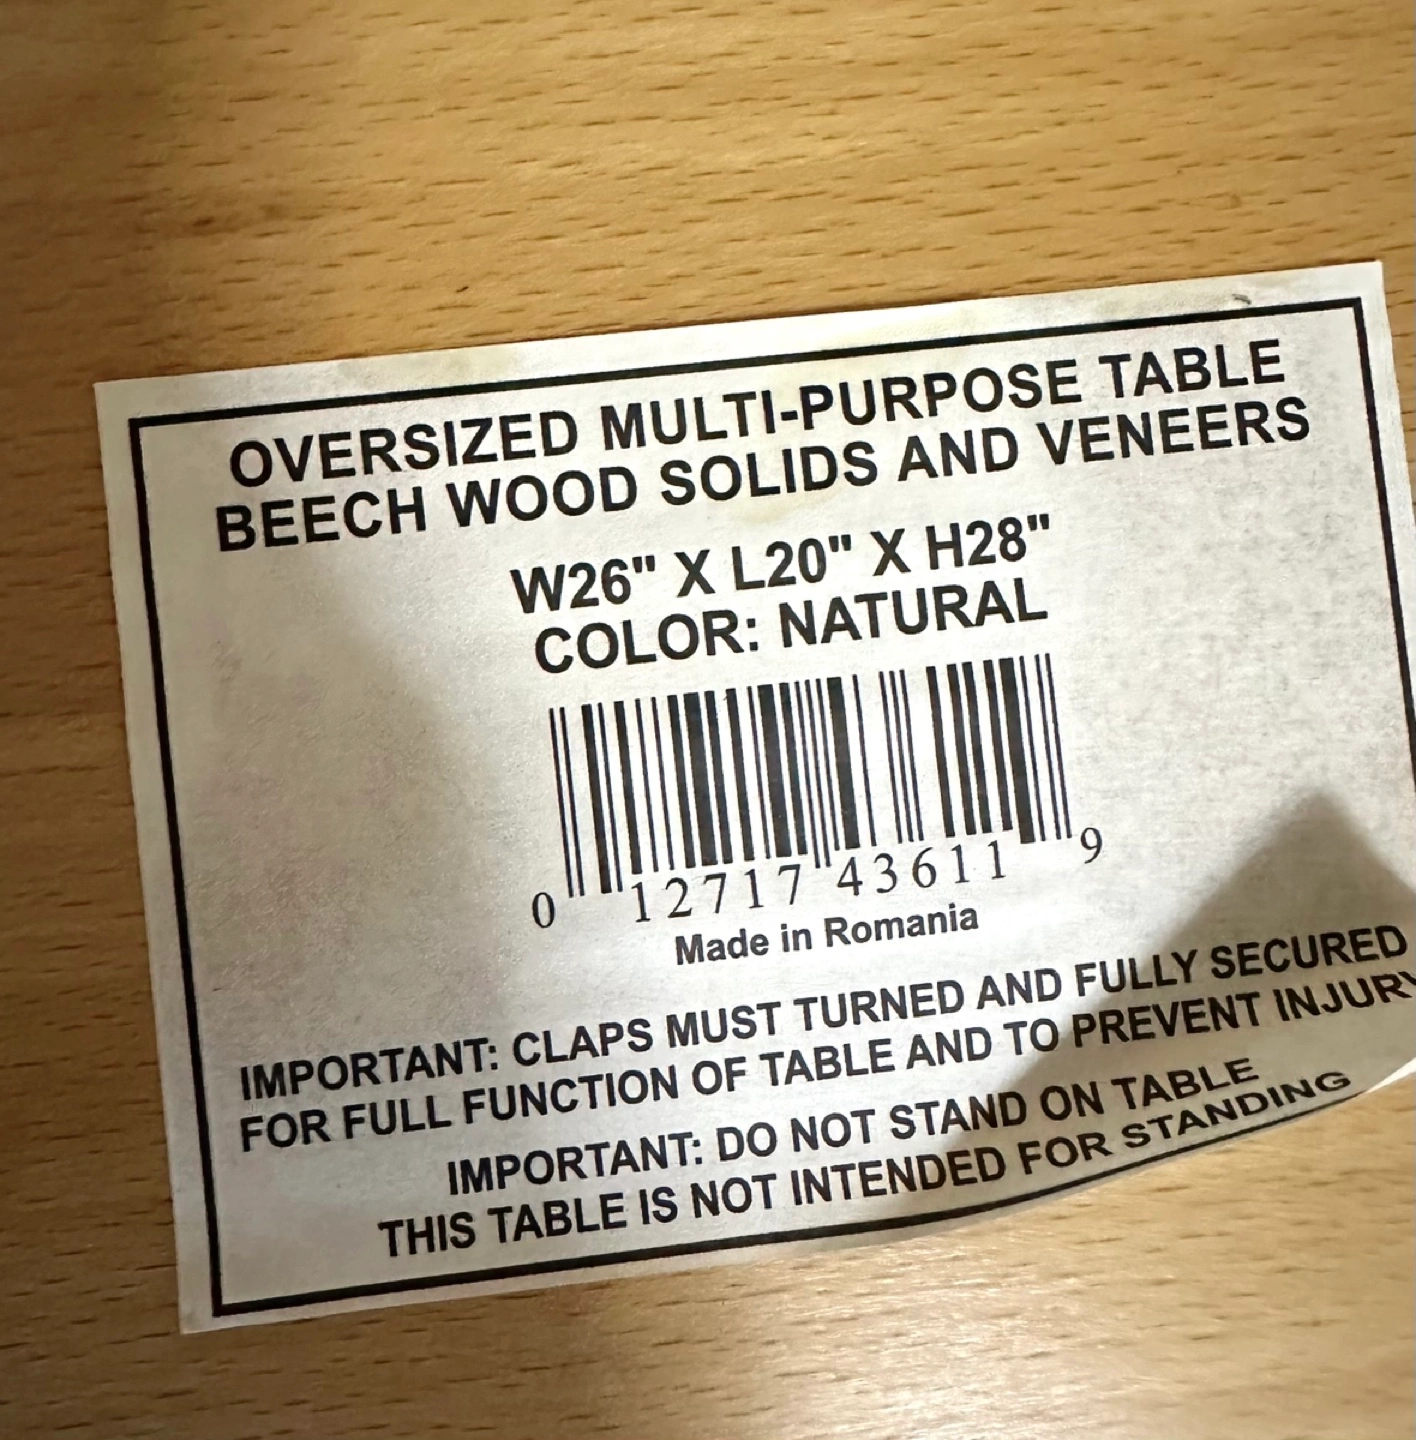 OVERSIZED MULTI-PURPOSE TABLE
BEECH WOOD SOLIDS AND VENEERS
W26" X L20" X H28"
COLOR: NATURAL
0 12717 43611 9
Made in Romania
IMPORTANT: CLAPS MUST TURNED AND FULLY SECURED
FOR FULL FUNCTION OF TABLE AND TO PREVENT INJURY
IMPORTANT: DO NOT STAND ON TABLE
THIS TABLE IS NOT INTENDED FOR STANDING